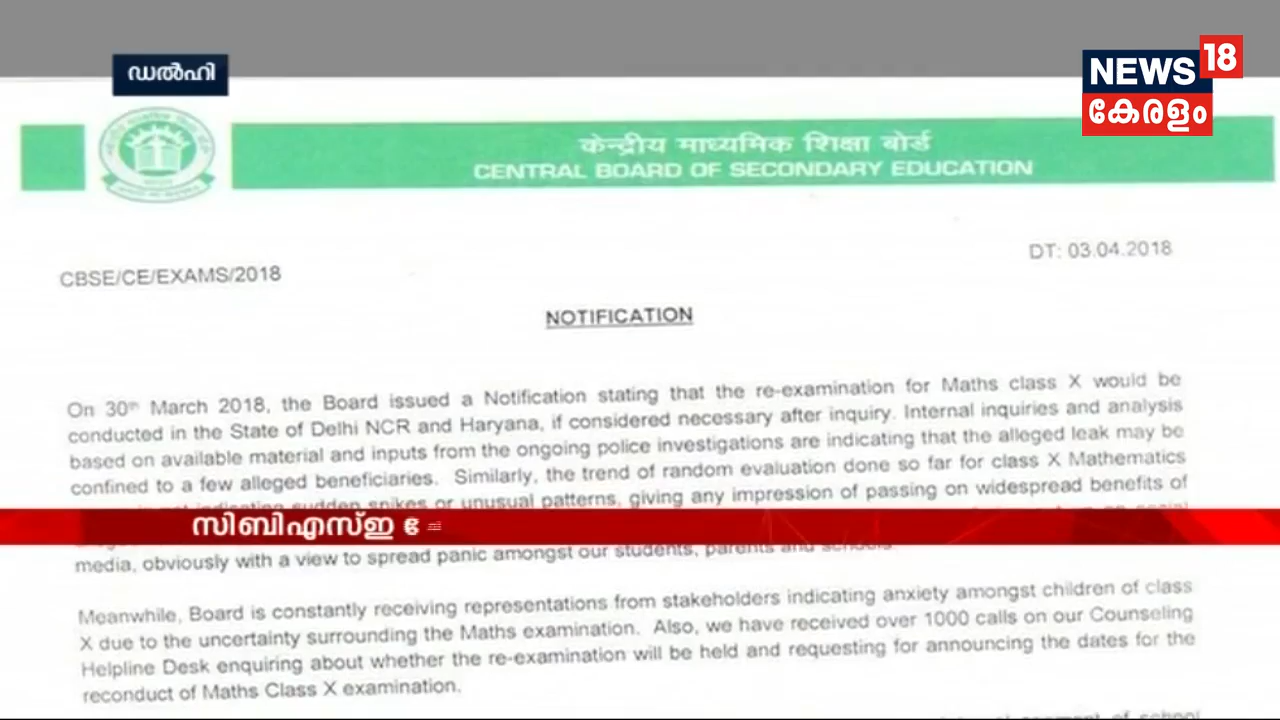 ഡൽഹി
NEWS 18
കേരളം
केन्द्रीय माध्यमिक शिक्षा बोर्ड
CENTRAL BOARD OF SECONDARY EDUCATION
DT: 03.04.2018
CBSE/CE/EXAMS/2018
NOTIFICATION
On 30th March 2018, the Board issued a Notification stating that the re-examination for Maths class X would be
conducted in the State of Delhi NCR and Haryana, if considered necessary after inquiry. Internal inquiries and analysis
based on available material and inputs from the ongoing police investigations are indicating that the alleged leak may be
confined to a few alleged beneficiaries. Similarly, the trend of random evaluation done so far for class X Mathematics
sudden spikes or unusual patterns, giving any impression of passing on widespread benefits of
സിബിഎസ്ഇ
media, obviously with a view to spread panic amongst our students, parents and schools.
Meanwhile, Board is constantly receiving representations from stakeholders indicating anxiety amongst children of class
X due to the uncertainty surrounding the Maths examination. Also, we have received over 1000 calls on our Counseling
Helpline Desk enquiring about whether the re-examination will be held and requesting for announcing the dates for the
reconduct of Maths Class X examination.